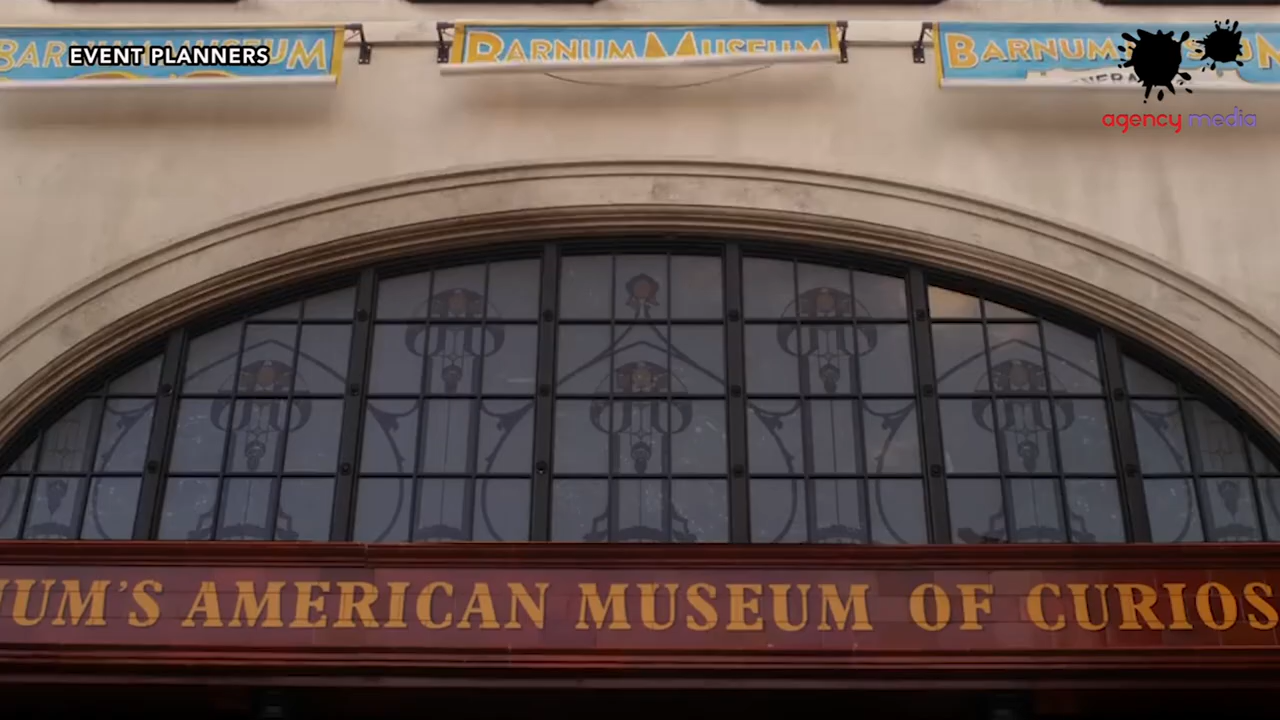 BARNUM MUSEUM
EVENT PLANNERS
BARNUM MUSEUM
BARNUM
agency media
UM'S AMERICAN MUSEUM OF CURIOS